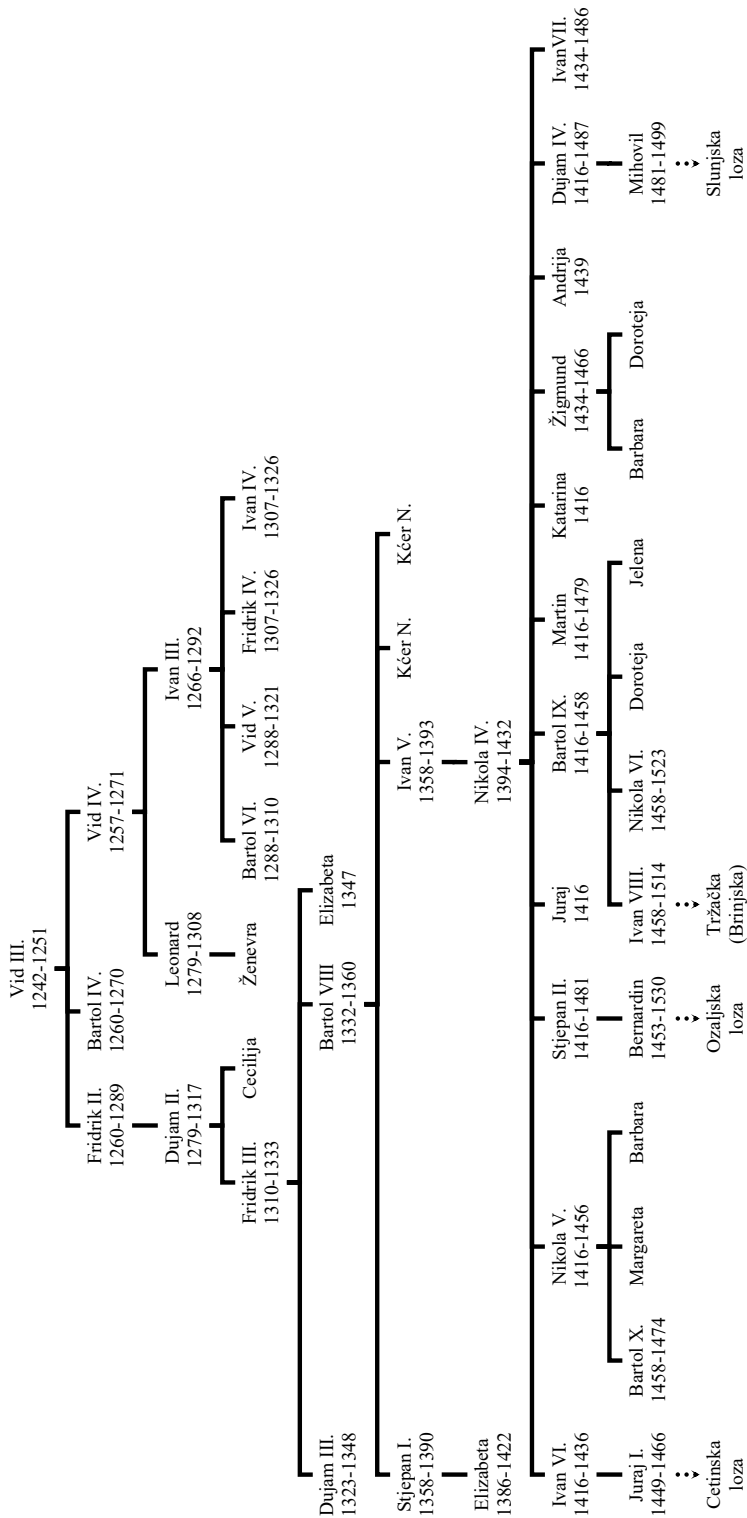 Vid III.
1242-1251
Fridrik II.
1260-1289
Bartol IV.
1260-1270
Vid IV.
1257-1271
Dujam II.
1279-1317
Leonard
1279-1308
Ivan III.
1266-1292
Fridrik III.
1310-1333
Cecilija
Ženevra
Bartol VI.
1288-1310
Vid V.
1288-1321
Fridrik IV.
1307-1326
Ivan IV.
1307-1326
Dujam III.
1323-1348
Bartol VIII
1332-1360
Elizabeta
1347
Stjepan I.
1358-1390
Ivan V.
1358-1393
Kćer N.
Kćer N.
Elizabeta
1386-1422
Nikola IV.
1394-1432
Ivan VI.
1416-1436
Nikola V.
1416-1456
Stjepan II.
1416-1481
Juraj
1416
Bartol IX.
1416-1458
Martin
1416-1479
Katarina
1416
Žigmund
1434-1466
Andrija
1439
Dujam IV.
1416-1487
IvanVII.
1434-1486
Juraj I.
1449-1466
Bartol X.
1458-1474
Margareta
Barbara
Bernardin
1453-1530
Ivan VIII.
1458-1514
Nikola VI.
1458-1523
Doroteja
Jelena
Barbara
Doroteja
Mihovil
1481-1499
Cetinska
loza
Ozaljska
loza
Tržačka
(Brinjska)
Slunjska
loza